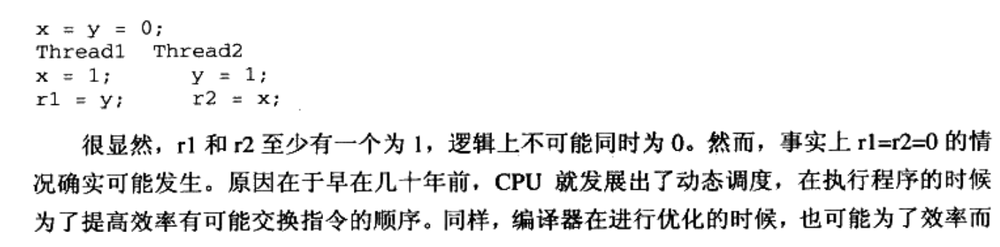 x = y = 0;
Thread1 Thread2
x = 1; y = 1;
r1 = y; r2 = x;
很显然，r1 和 r2 至少有一个为 1，逻辑上不可能同时为 0。然而，事实上 r1=r2=0 的情
况确实可能发生。原因在于早在几十年前，CPU 就发展出了动态调度，在执行程序的时候
为了提高效率有可能交换指令的顺序。同样，编译器在进行优化的时候，也可能为了效率而